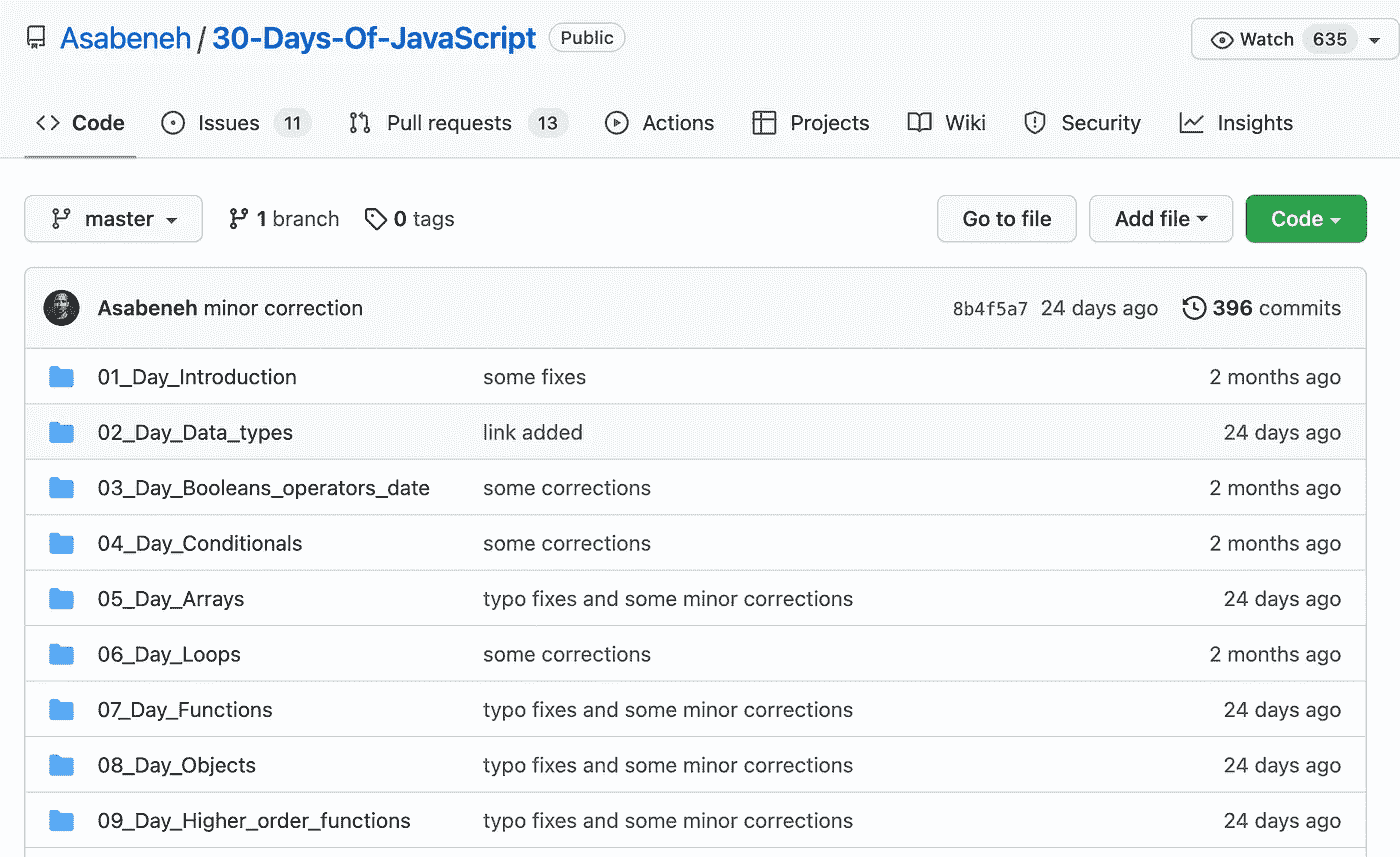 Asabeneh / 30-Days-Of-JavaScript Public Watch 635
Code Issues 11 Pull requests 13 Actions Projects Wiki Security Insights
master 1 branch 0 tags Go to file Add file Code
Asabeneh minor correction 8b4f5a7 24 days ago 396 commits
01_Day_Introduction some fixes 2 months ago
02_Day_Data_types link added 24 days ago
03_Day_Booleans_operators_date some corrections 2 months ago
04_Day_Conditionals some corrections 2 months ago
05_Day_Arrays typo fixes and some minor corrections 24 days ago
06_Day_Loops some corrections 2 months ago
07_Day_Functions typo fixes and some minor corrections 24 days ago
08_Day_Objects typo fixes and some minor corrections 24 days ago
09_Day_Higher_order_functions typo fixes and some minor corrections 24 days ago